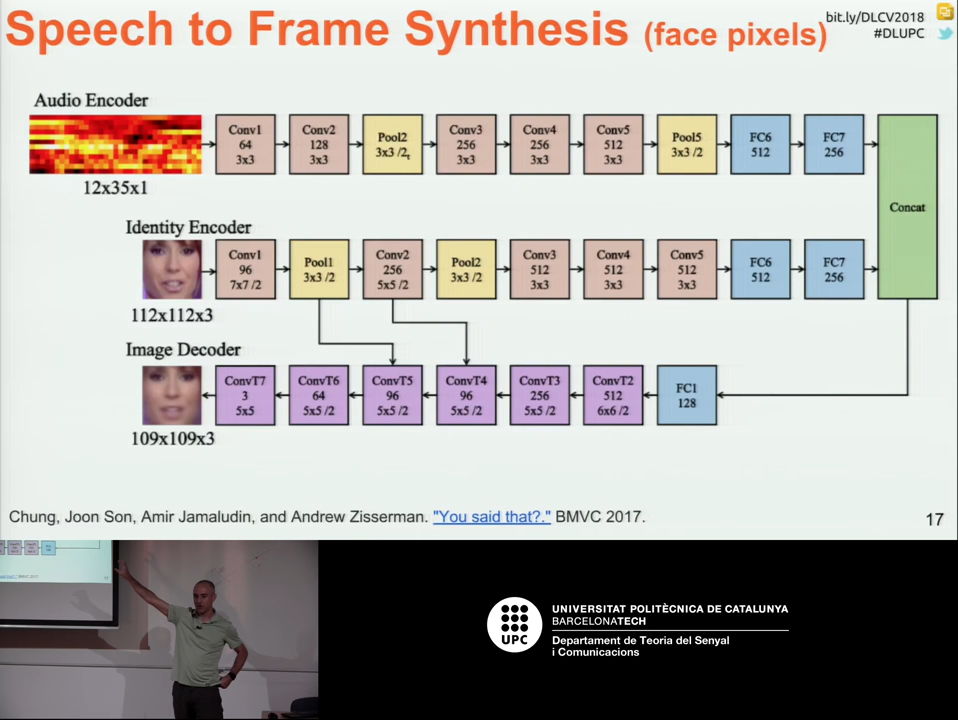 Speech to Frame Synthesis (face pixels)
bit.ly/DLCV2018
#DLUPC
Audio Encoder
Conv1
64
3x3
Conv2
128
3x3
Pool2
3x3 /2t
Conv3
256
3x3
Conv4
256
3x3
Conv5
512
3x3
Pool5
3x3 /2
FC6
512
FC7
256
Concat
12x35x1
Identity Encoder
Conv1
96
7x7 /2
Pool1
3x3 /2
Conv2
256
5x5 /2
Pool2
3x3 /2
Conv3
512
3x3
Conv4
512
3x3
Conv5
512
3x3
FC6
512
FC7
256
112x112x3
Image Decoder
ConvT7
3
5x5
ConvT6
64
5x5 /2
ConvT5
96
5x5 /2
ConvT4
96
5x5 /2
ConvT3
256
5x5 /2
ConvT2
512
6x6 /2
FC1
128
109x109x3
Chung, Joon Son, Amir Jamaludin, and Andrew Zisserman. "You said that?." BMVC 2017.
17
UPC
UNIVERSITAT POLITÈCNICA DE CATALUNYA
BARCELONATECH
Departament de Teoria del Senyal
i Comunicacions